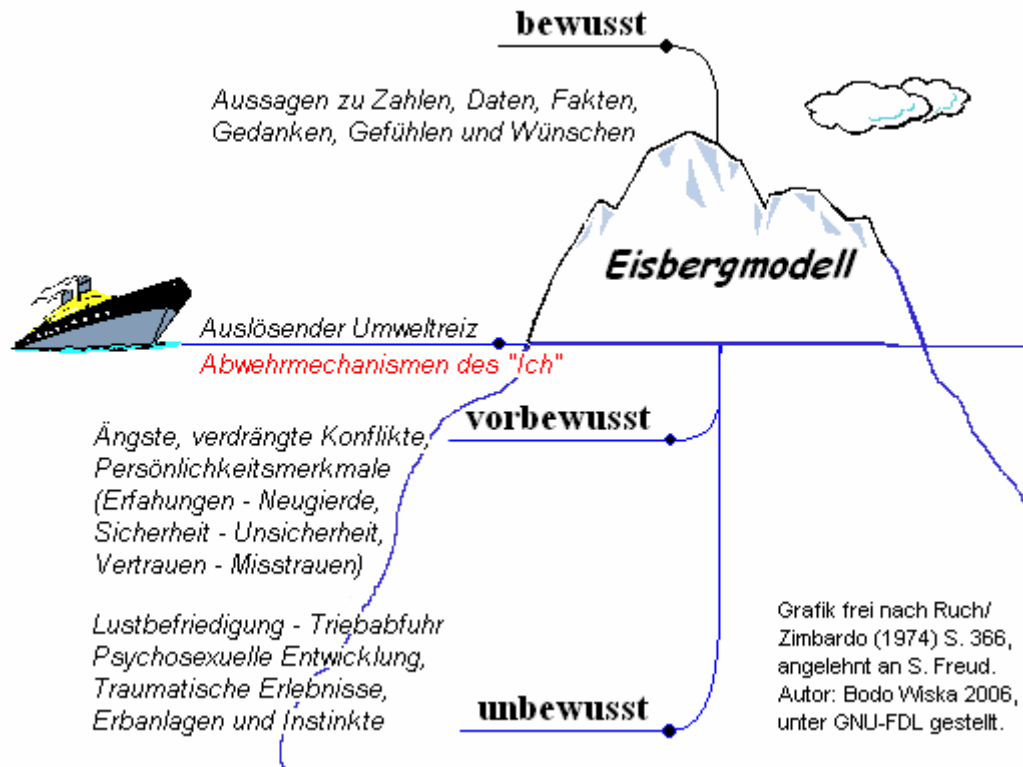 bewusst
Aussagen zu Zahlen, Daten, Fakten,
Gedanken, Gefühlen und Wünschen
Eisbergmodell
Auslösender Umweltreiz
Abwehrmechanismen des "Ich"
vorbewusst
Ängste, verdrängte Konflikte,
Persönlichkeitsmerkmale
(Erfahungen - Neugierde,
Sicherheit - Unsicherheit,
Vertrauen - Misstrauen)
Lustbefriedigung - Triebabfuhr
Psychosexuelle Entwicklung,
Traumatische Erlebnisse,
Erbanlagen und Instinkte
unbewusst
Grafik frei nach Ruch/
Zimbardo (1974) S. 366,
angelehnt an S. Freud.
Autor: Bodo Wiska 2006,
unter GNU-FDL gestellt.